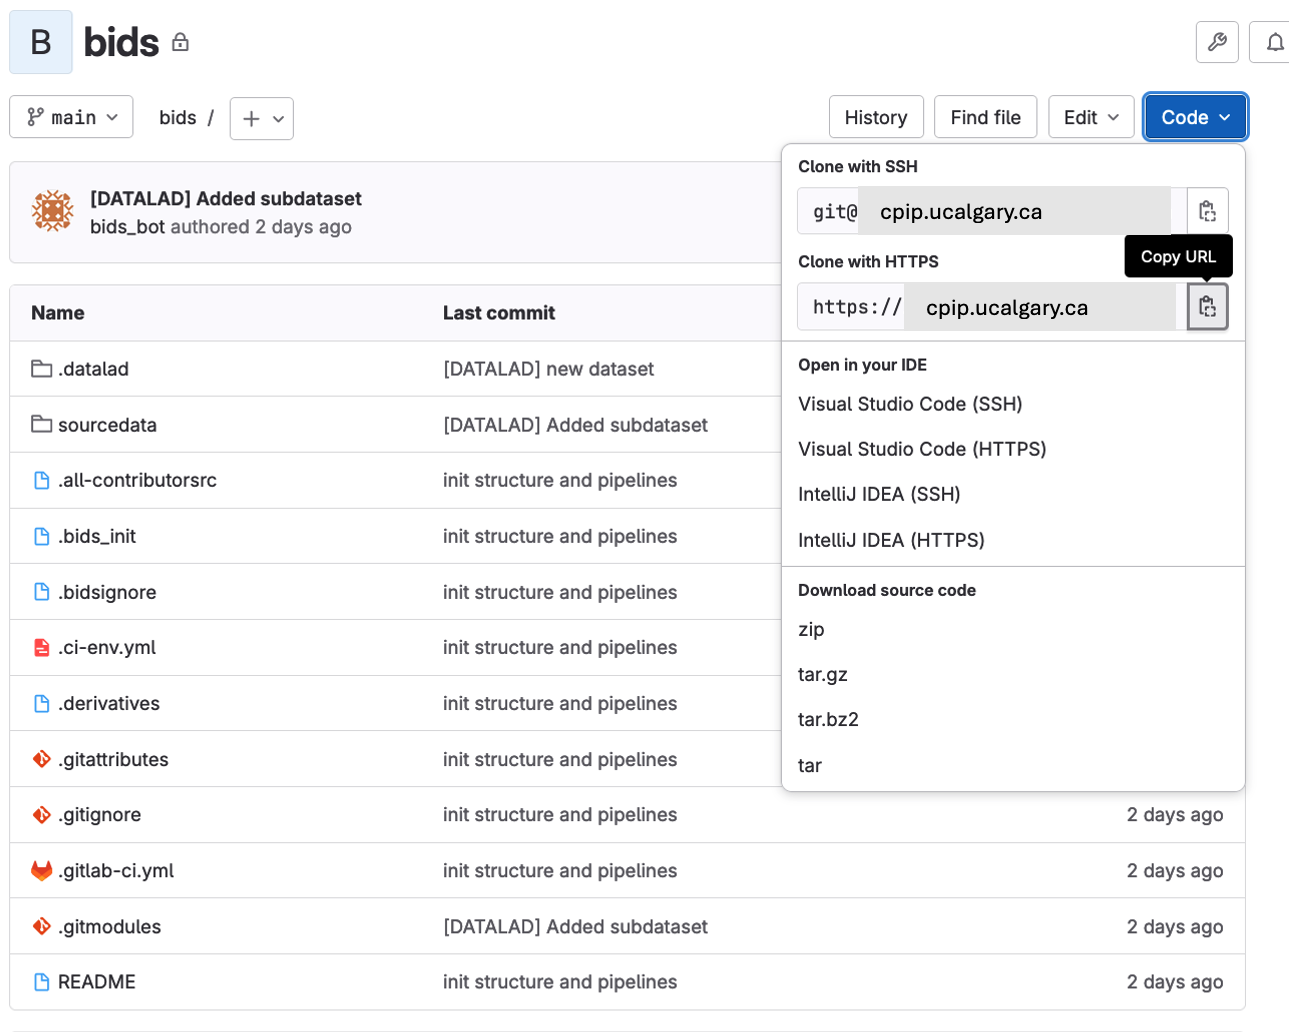 B bids
main bids / + History Find file Edit Code
[DATALAD] Added subdataset
bids_bot authored 2 days ago
Clone with SSH
git@ cpip.ucalgary.ca
Copy URL
Clone with HTTPS
https:// cpip.ucalgary.ca
Open in your IDE
Visual Studio Code (SSH)
Visual Studio Code (HTTPS)
IntelliJ IDEA (SSH)
IntelliJ IDEA (HTTPS)
Download source code
zip
tar.gz
tar.bz2
tar
Name Last commit
.datalad [DATALAD] new dataset
sourcedata [DATALAD] Added subdataset
.all-contributorsrc init structure and pipelines
.bids_init init structure and pipelines
.bidsignore init structure and pipelines
.ci-env.yml init structure and pipelines
.derivatives init structure and pipelines
.gitattributes init structure and pipelines
.gitignore init structure and pipelines 2 days ago
.gitlab-ci.yml init structure and pipelines 2 days ago
.gitmodules [DATALAD] Added subdataset 2 days ago
README init structure and pipelines 2 days ago